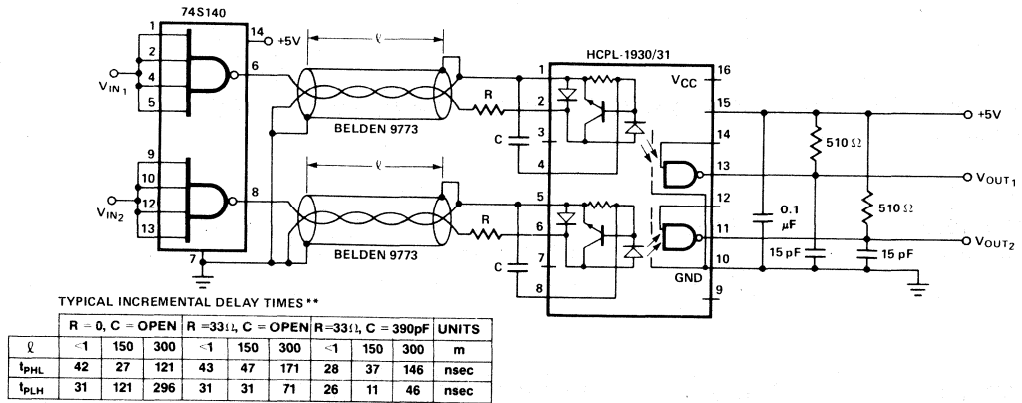 74S140
HCPL-1930/31
1
2
4
5
14
+5V
6
V_IN1
ℓ
BELDEN 9773
R
C
9
10
12
13
8
V_IN2
7
ℓ
BELDEN 9773
R
C
1
2
3
4
5
6
7
8
V_CC
16
15
14
13
12
11
10
GND
9
+5V
510 Ω
V_OUT1
510 Ω
0.1
μF
V_OUT2
15 pF
15 pF
TYPICAL INCREMENTAL DELAY TIMES **
R = 0, C = OPEN R =33Ω, C = OPEN R=33Ω, C = 390pF UNITS
ℓ <1 150 300 <1 150 300 <1 150 300 m
t_PHL 42 27 121 43 47 171 28 37 146 nsec
t_PLH 31 121 296 31 31 71 26 11 46 nsec